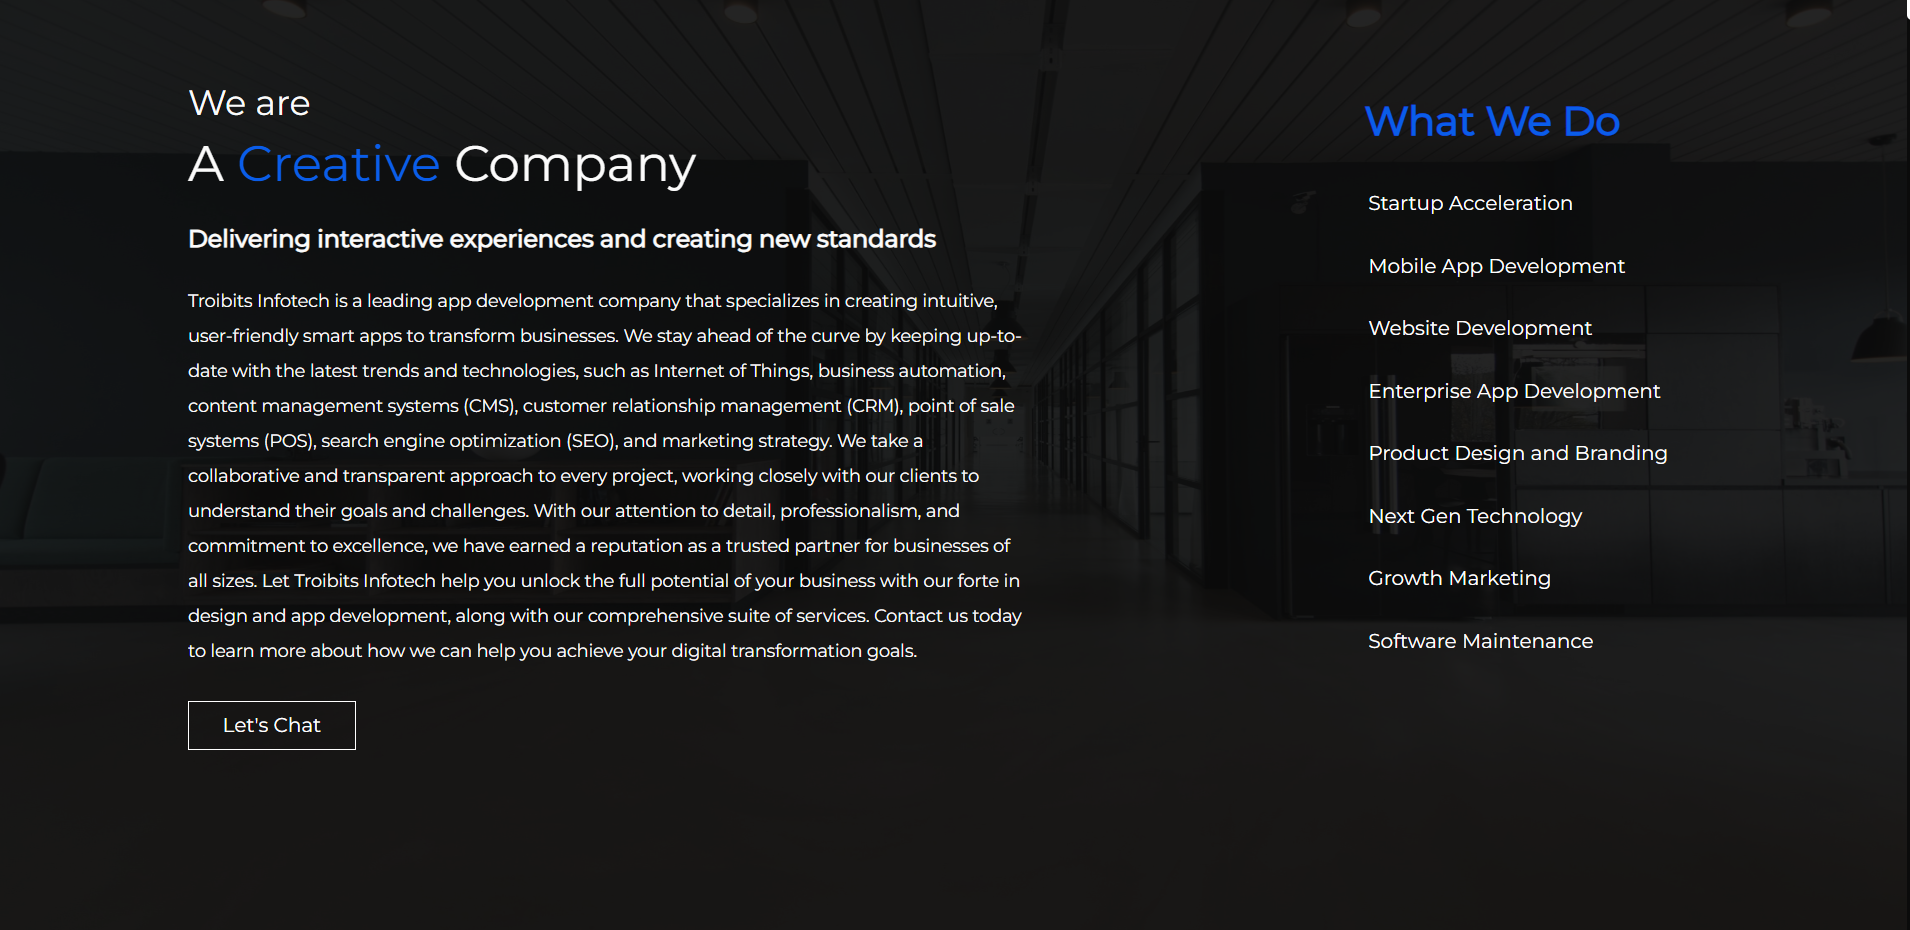 We are
A Creative Company
Delivering interactive experiences and creating new standards
Troibits Infotech is a leading app development company that specializes in creating intuitive,
user-friendly smart apps to transform businesses. We stay ahead of the curve by keeping up-to-
date with the latest trends and technologies, such as Internet of Things, business automation,
content management systems (CMS), customer relationship management (CRM), point of sale
systems (POS), search engine optimization (SEO), and marketing strategy. We take a
collaborative and transparent approach to every project, working closely with our clients to
understand their goals and challenges. With our attention to detail, professionalism, and
commitment to excellence, we have earned a reputation as a trusted partner for businesses of
all sizes. Let Troibits Infotech help you unlock the full potential of your business with our forte in
design and app development, along with our comprehensive suite of services. Contact us today
to learn more about how we can help you achieve your digital transformation goals.
Let's Chat
What We Do
Startup Acceleration
Mobile App Development
Website Development
Enterprise App Development
Product Design and Branding
Next Gen Technology
Growth Marketing
Software Maintenance